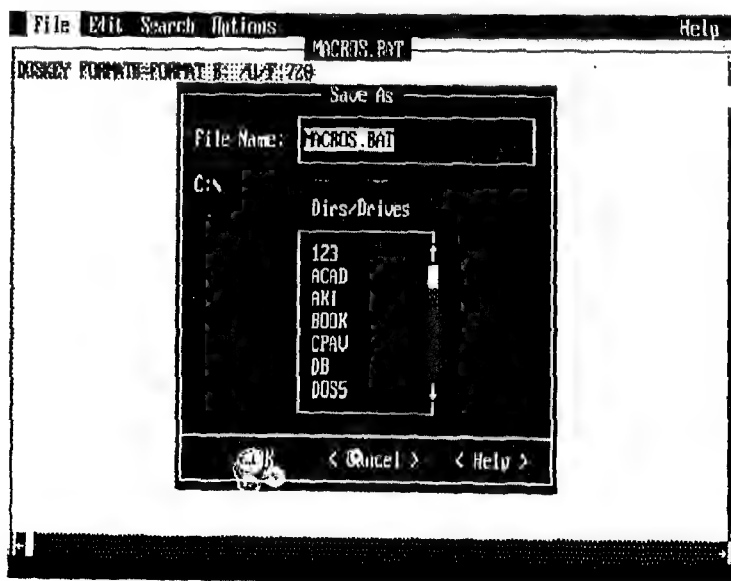 File Edit Search Options Help
MACROS.BAT
DOSKEY FORMATB=FORMAT B: /U/F:720
Save As
File Name: MACROS.BAT
C:\
Dirs/Drives
123
ACAD
AKI
BOOK
CPAV
DB
DOS5
< Cancel > < Help >